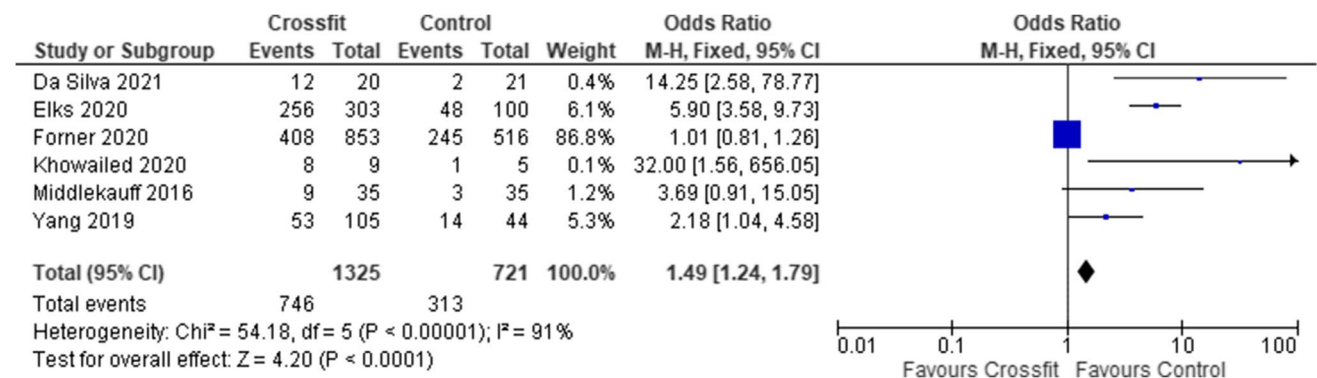 Crossfit Control Odds Ratio Odds Ratio
Study or Subgroup Events Total Events Total Weight M-H, Fixed, 95% CI M-H, Fixed, 95% CI
Da Silva 2021 12 20 2 21 0.4% 14.25 [2.58, 78.77]
Elks 2020 256 303 48 100 6.1% 5.90 [3.58, 9.73]
Forner 2020 408 853 245 516 86.8% 1.01 [0.81, 1.26]
Khowailed 2020 8 9 1 5 0.1% 32.00 [1.56, 656.05]
Middlekauff 2016 9 35 3 35 1.2% 3.69 [0.91, 15.05]
Yang 2019 53 105 14 44 5.3% 2.18 [1.04, 4.58]
Total (95% CI) 1325 721 100.0% 1.49 [1.24, 1.79]
Total events 746 313
Heterogeneity: Chi² = 54.18, df = 5 (P < 0.00001); I² = 91%
Test for overall effect: Z = 4.20 (P < 0.0001)
0.01 0.1 1 10 100
Favours Crossfit Favours Control